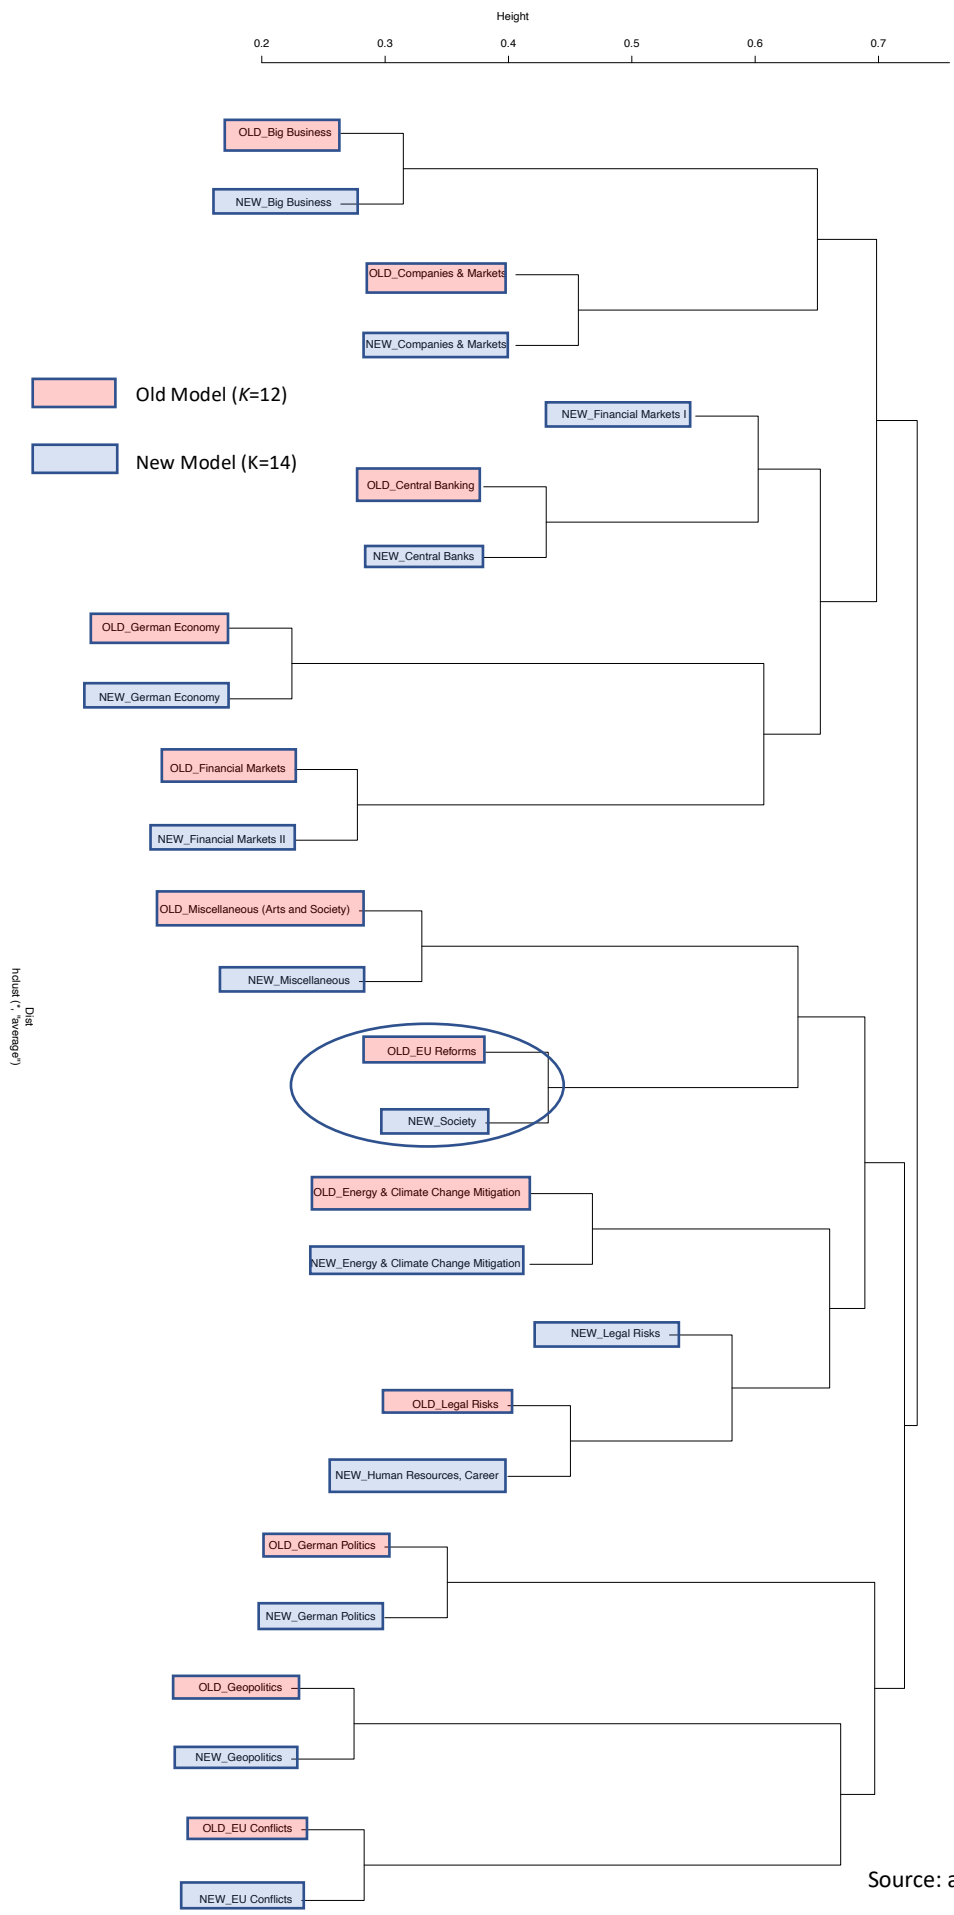 Height
0.2 0.3 0.4 0.5 0.6 0.7
OLD_Big Business
NEW_Big Business
OLD_Companies & Markets
NEW_Companies & Markets
Old Model (K=12)
NEW_Financial Markets I
New Model (K=14)
OLD_Central Banking
NEW_Central Banks
OLD_German Economy
NEW_German Economy
OLD_Financial Markets
NEW_Financial Markets II
OLD_Miscellaneous (Arts and Society)
NEW_Miscellaneous
Dist
hclust (*, "average")
OLD_EU Reforms
NEW_Society
OLD_Energy & Climate Change Mitigation
NEW_Energy & Climate Change Mitigation
NEW_Legal Risks
OLD_Legal Risks
NEW_Human Resources, Career
OLD_German Politics
NEW_German Politics
OLD_Geopolitics
NEW_Geopolitics
OLD_EU Conflicts
Source: a
NEW_EU Conflicts